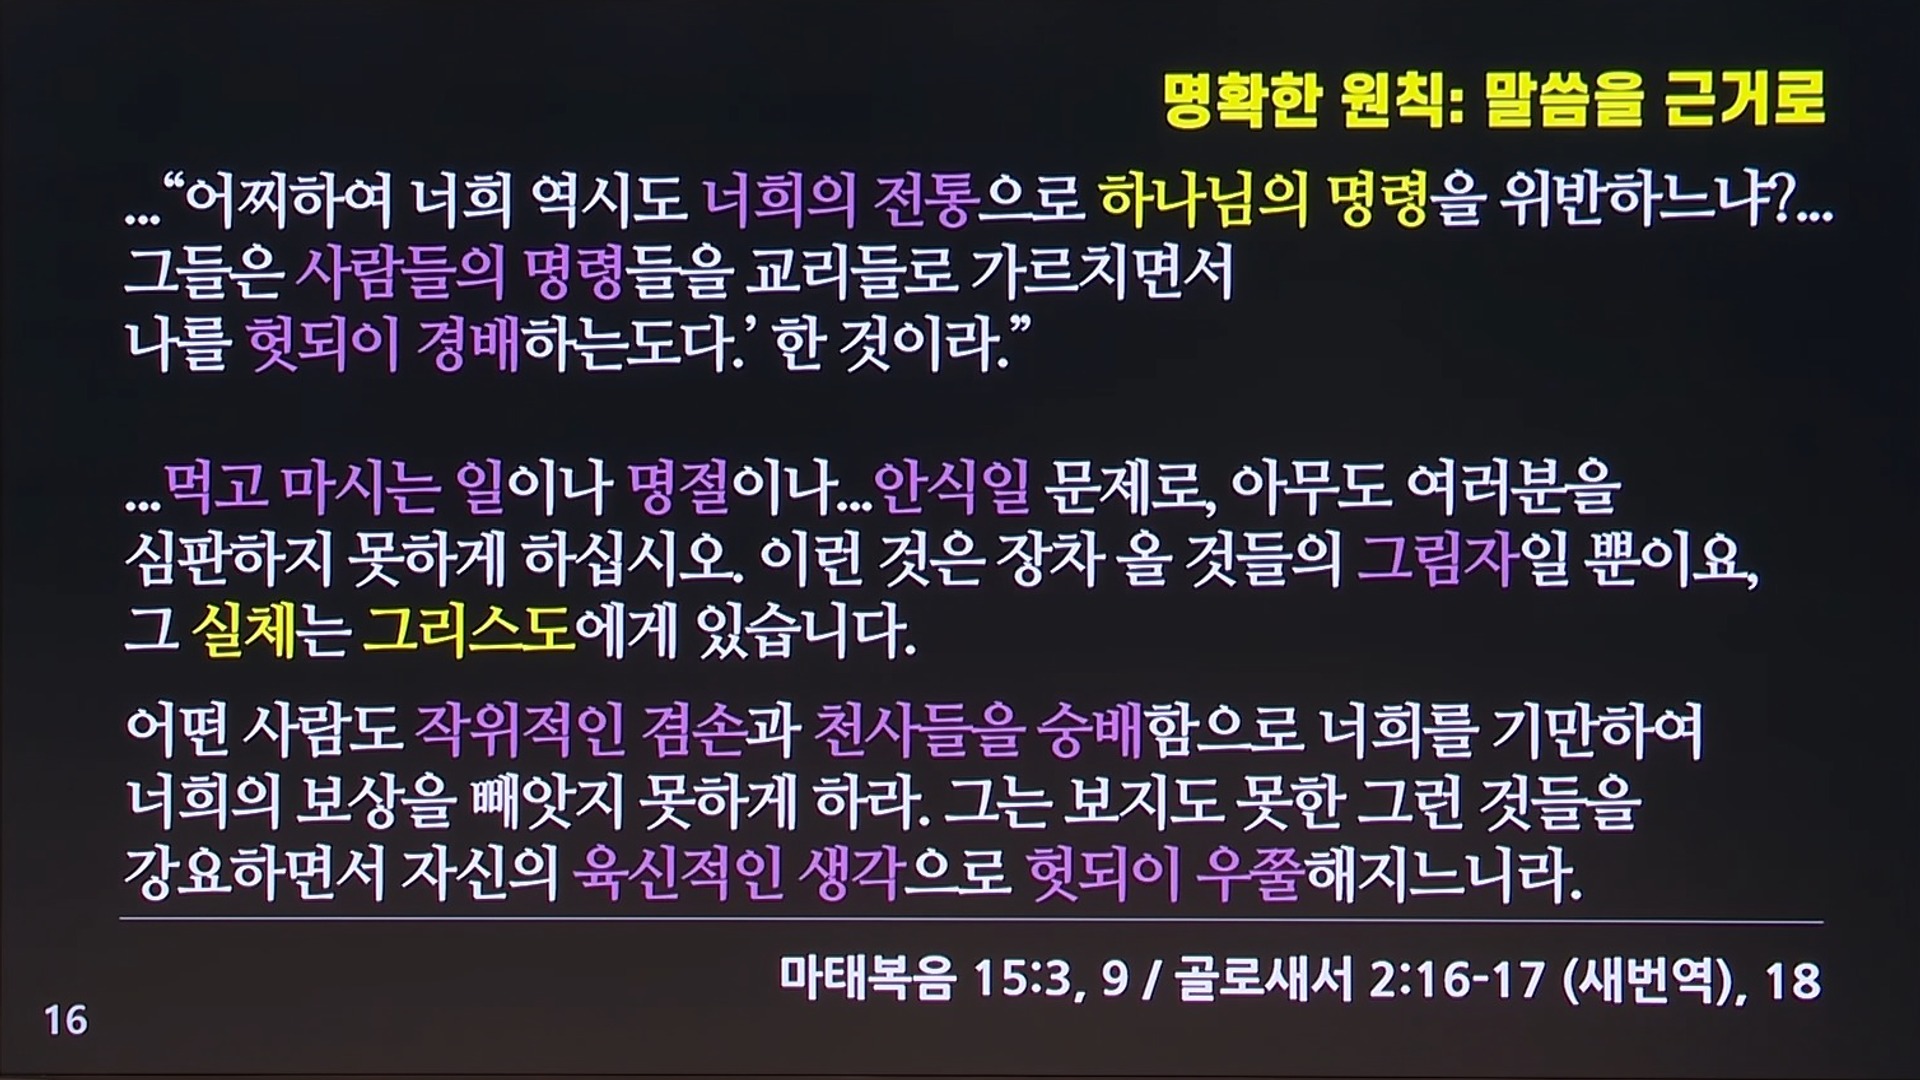 명확한 원칙: 말씀을 근거로
...“어찌하여 너희 역시도 너희의 전통으로 하나님의 명령을 위반하느냐?...
그들은 사람들의 명령들을 교리들로 가르치면서
나를 헛되이 경배하는도다.’ 한 것이라.”
...먹고 마시는 일이나 명절이나...안식일 문제로, 아무도 여러분을
심판하지 못하게 하십시오. 이런 것은 장차 올 것들의 그림자일 뿐이요,
그 실체는 그리스도에게 있습니다.
어떤 사람도 작위적인 겸손과 천사들을 숭배함으로 너희를 기만하여
너희의 보상을 빼앗지 못하게 하라. 그는 보지도 못한 그런 것들을
강요하면서 자신의 육신적인 생각으로 헛되이 우쭐해지느니라.
마태복음 15:3, 9 / 골로새서 2:16-17 (새번역), 18
16